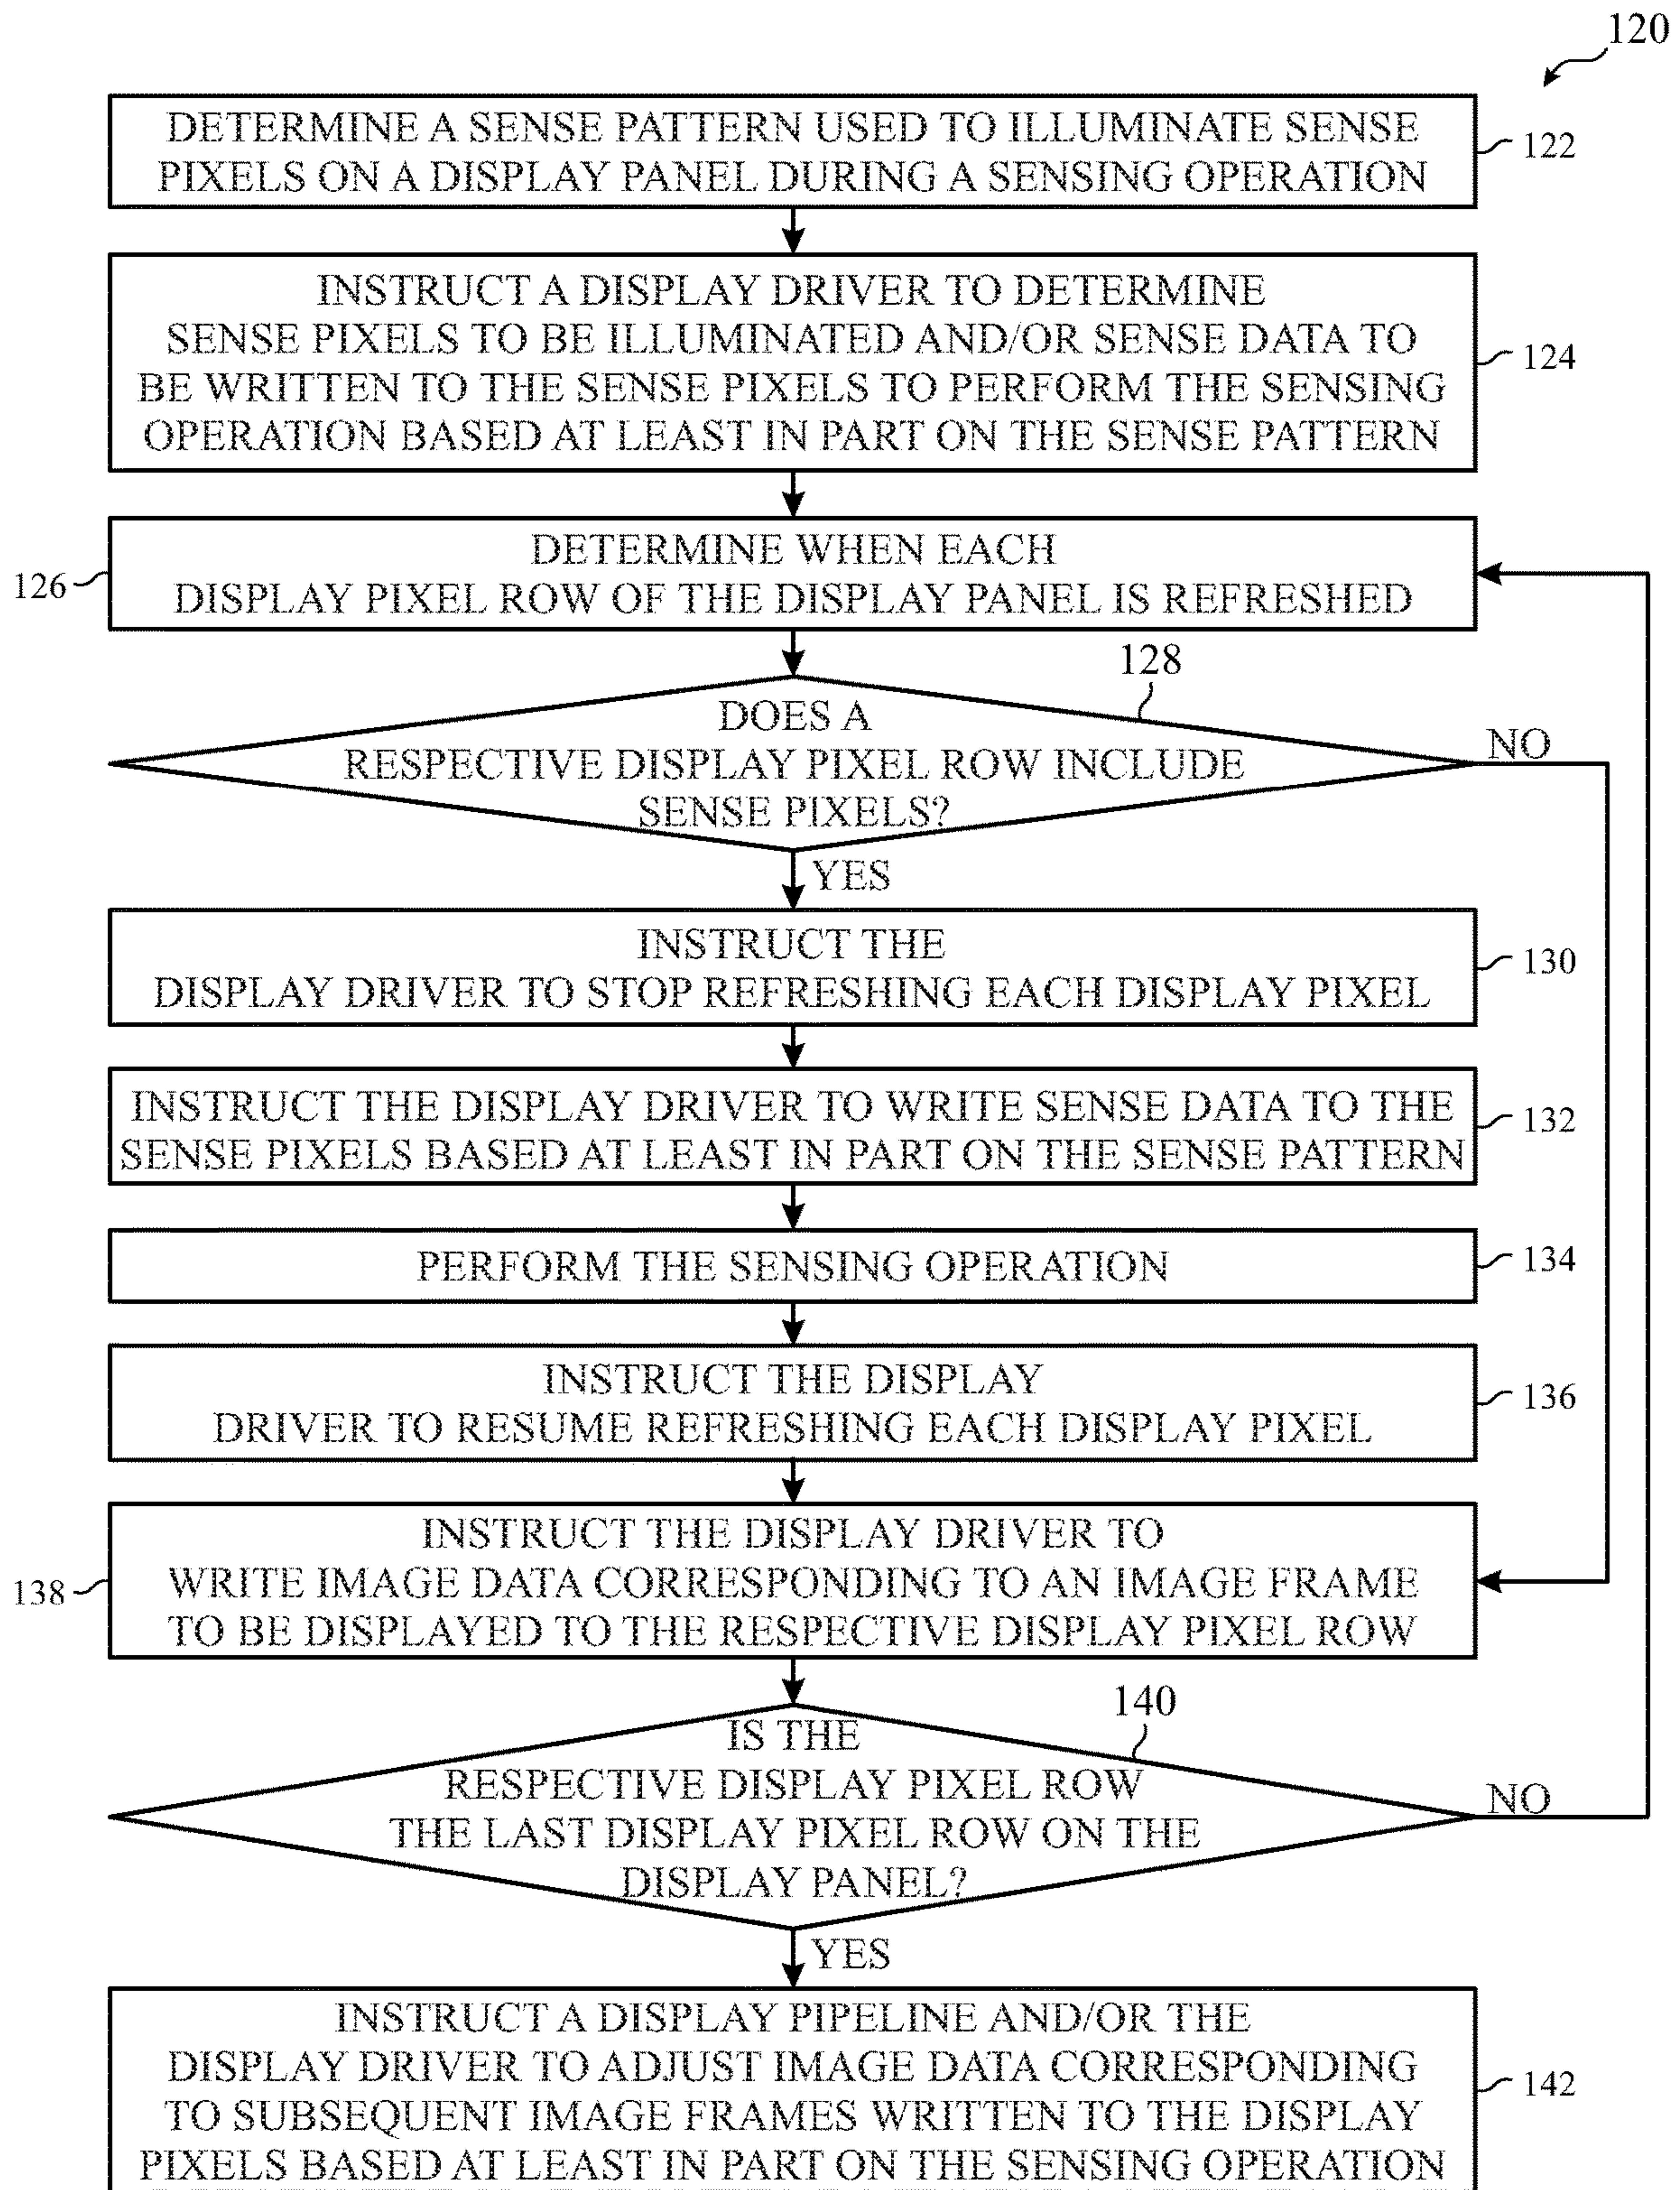 120
DETERMINE A SENSE PATTERN USED TO ILLUMINATE SENSE
PIXELS ON A DISPLAY PANEL DURING A SENSING OPERATION
122
INSTRUCT A DISPLAY DRIVER TO DETERMINE
SENSE PIXELS TO BE ILLUMINATED AND/OR SENSE DATA TO
BE WRITTEN TO THE SENSE PIXELS TO PERFORM THE SENSING
OPERATION BASED AT LEAST IN PART ON THE SENSE PATTERN
124
DETERMINE WHEN EACH
DISPLAY PIXEL ROW OF THE DISPLAY PANEL IS REFRESHED
126
128
DOES A
RESPECTIVE DISPLAY PIXEL ROW INCLUDE
SENSE PIXELS?
NO
YES
INSTRUCT THE
DISPLAY DRIVER TO STOP REFRESHING EACH DISPLAY PIXEL
130
INSTRUCT THE DISPLAY DRIVER TO WRITE SENSE DATA TO THE
SENSE PIXELS BASED AT LEAST IN PART ON THE SENSE PATTERN
132
PERFORM THE SENSING OPERATION
134
INSTRUCT THE DISPLAY
DRIVER TO RESUME REFRESHING EACH DISPLAY PIXEL
136
INSTRUCT THE DISPLAY DRIVER TO
WRITE IMAGE DATA CORRESPONDING TO AN IMAGE FRAME
TO BE DISPLAYED TO THE RESPECTIVE DISPLAY PIXEL ROW
138
140
IS THE
RESPECTIVE DISPLAY PIXEL ROW
THE LAST DISPLAY PIXEL ROW ON THE
DISPLAY PANEL?
NO
YES
INSTRUCT A DISPLAY PIPELINE AND/OR THE
DISPLAY DRIVER TO ADJUST IMAGE DATA CORRESPONDING
TO SUBSEQUENT IMAGE FRAMES WRITTEN TO THE DISPLAY
PIXELS BASED AT LEAST IN PART ON THE SENSING OPERATION
142